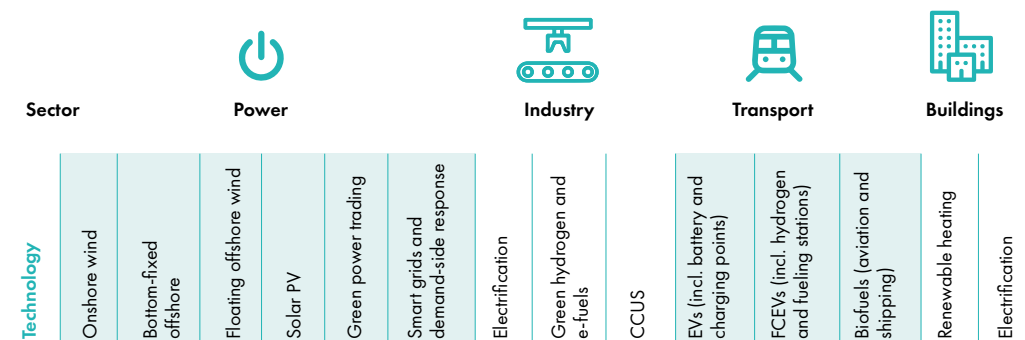 Sector
Power
Industry
Transport
Buildings
Technology
Onshore wind
Bottom-fixed
offshore
Floating offshore wind
Solar PV
Green power trading
Smart grids and
demand-side response
Electrification
Green hydrogen and
e-fuels
CCUS
EVs (incl. battery and
charging points)
FCEVs (incl. hydrogen
and fueling stations)
Biofuels (aviation and
shipping)
Renewable heating
Electrification